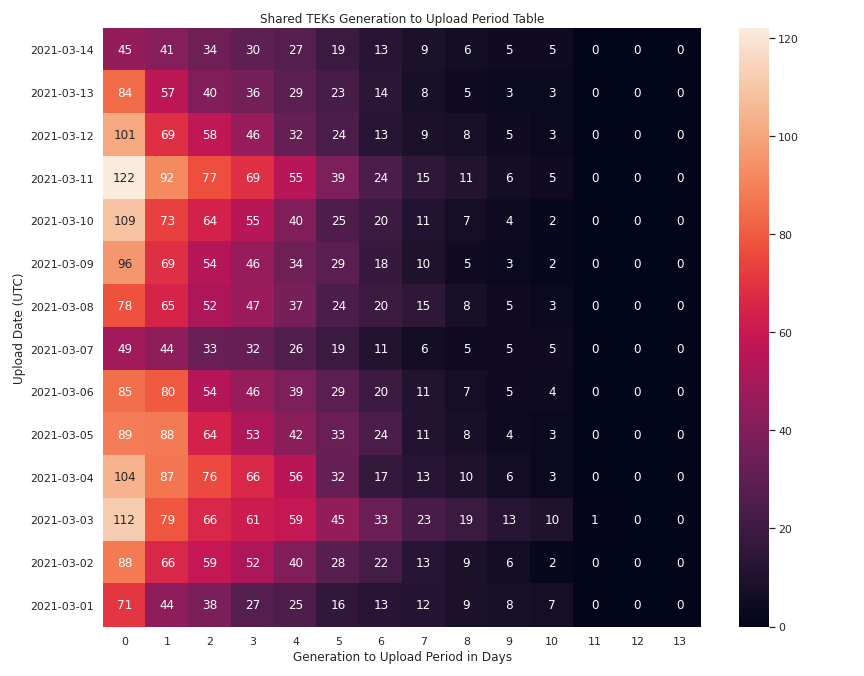 Shared TEKs Generation to Upload Period Table
Upload Date (UTC)
2021-03-14 45 41 34 30 27 19 13 9 6 5 5 0 0 0
2021-03-13 84 57 40 36 29 23 14 8 5 3 3 0 0 0
2021-03-12 101 69 58 46 32 24 13 9 8 5 3 0 0 0
2021-03-11 122 92 77 69 55 39 24 15 11 6 5 0 0 0
2021-03-10 109 73 64 55 40 25 20 11 7 4 2 0 0 0
2021-03-09 96 69 54 46 34 29 18 10 5 3 2 0 0 0
2021-03-08 78 65 52 47 37 24 20 15 8 5 3 0 0 0
2021-03-07 49 44 33 32 26 19 11 6 5 5 5 0 0 0
2021-03-06 85 80 54 46 39 29 20 11 7 5 4 0 0 0
2021-03-05 89 88 64 53 42 33 24 11 8 4 3 0 0 0
2021-03-04 104 87 76 66 56 32 17 13 10 6 3 0 0 0
2021-03-03 112 79 66 61 59 45 33 23 19 13 10 1 0 0
2021-03-02 88 66 59 52 40 28 22 13 9 6 2 0 0 0
2021-03-01 71 44 38 27 25 16 13 12 9 8 7 0 0 0
0 1 2 3 4 5 6 7 8 9 10 11 12 13
Generation to Upload Period in Days
120
100
80
60
40
20
0